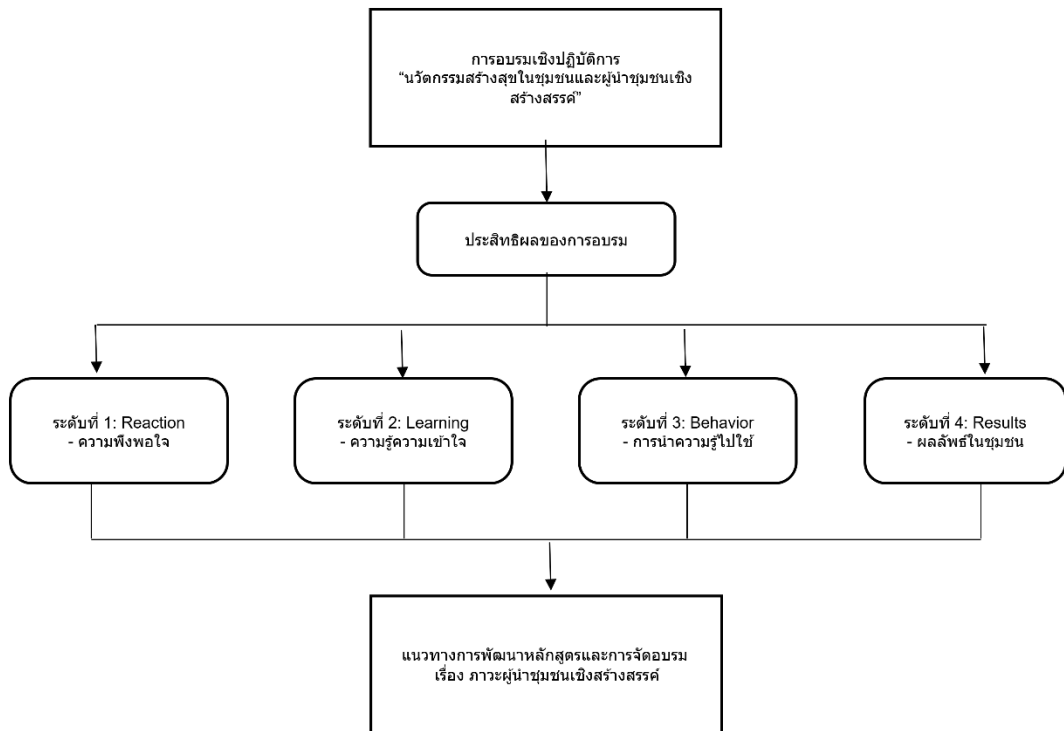 การอบรมเชิงปฏิบัติการ
“นวัตกรรมสร้างสุขในชุมชนและผู้นำชุมชนเชิง
สร้างสรรค์”
ประสิทธิผลของการอบรม
ระดับที่ 1: Reaction
- ความพึงพอใจ
ระดับที่ 2: Learning
- ความรู้ความเข้าใจ
ระดับที่ 3: Behavior
- การนำความรู้ไปใช้
ระดับที่ 4: Results
- ผลลัพธ์ในชุมชน
แนวทางการพัฒนาหลักสูตรและการจัดอบรม
เรื่อง ภาวะผู้นำชุมชนเชิงสร้างสรรค์